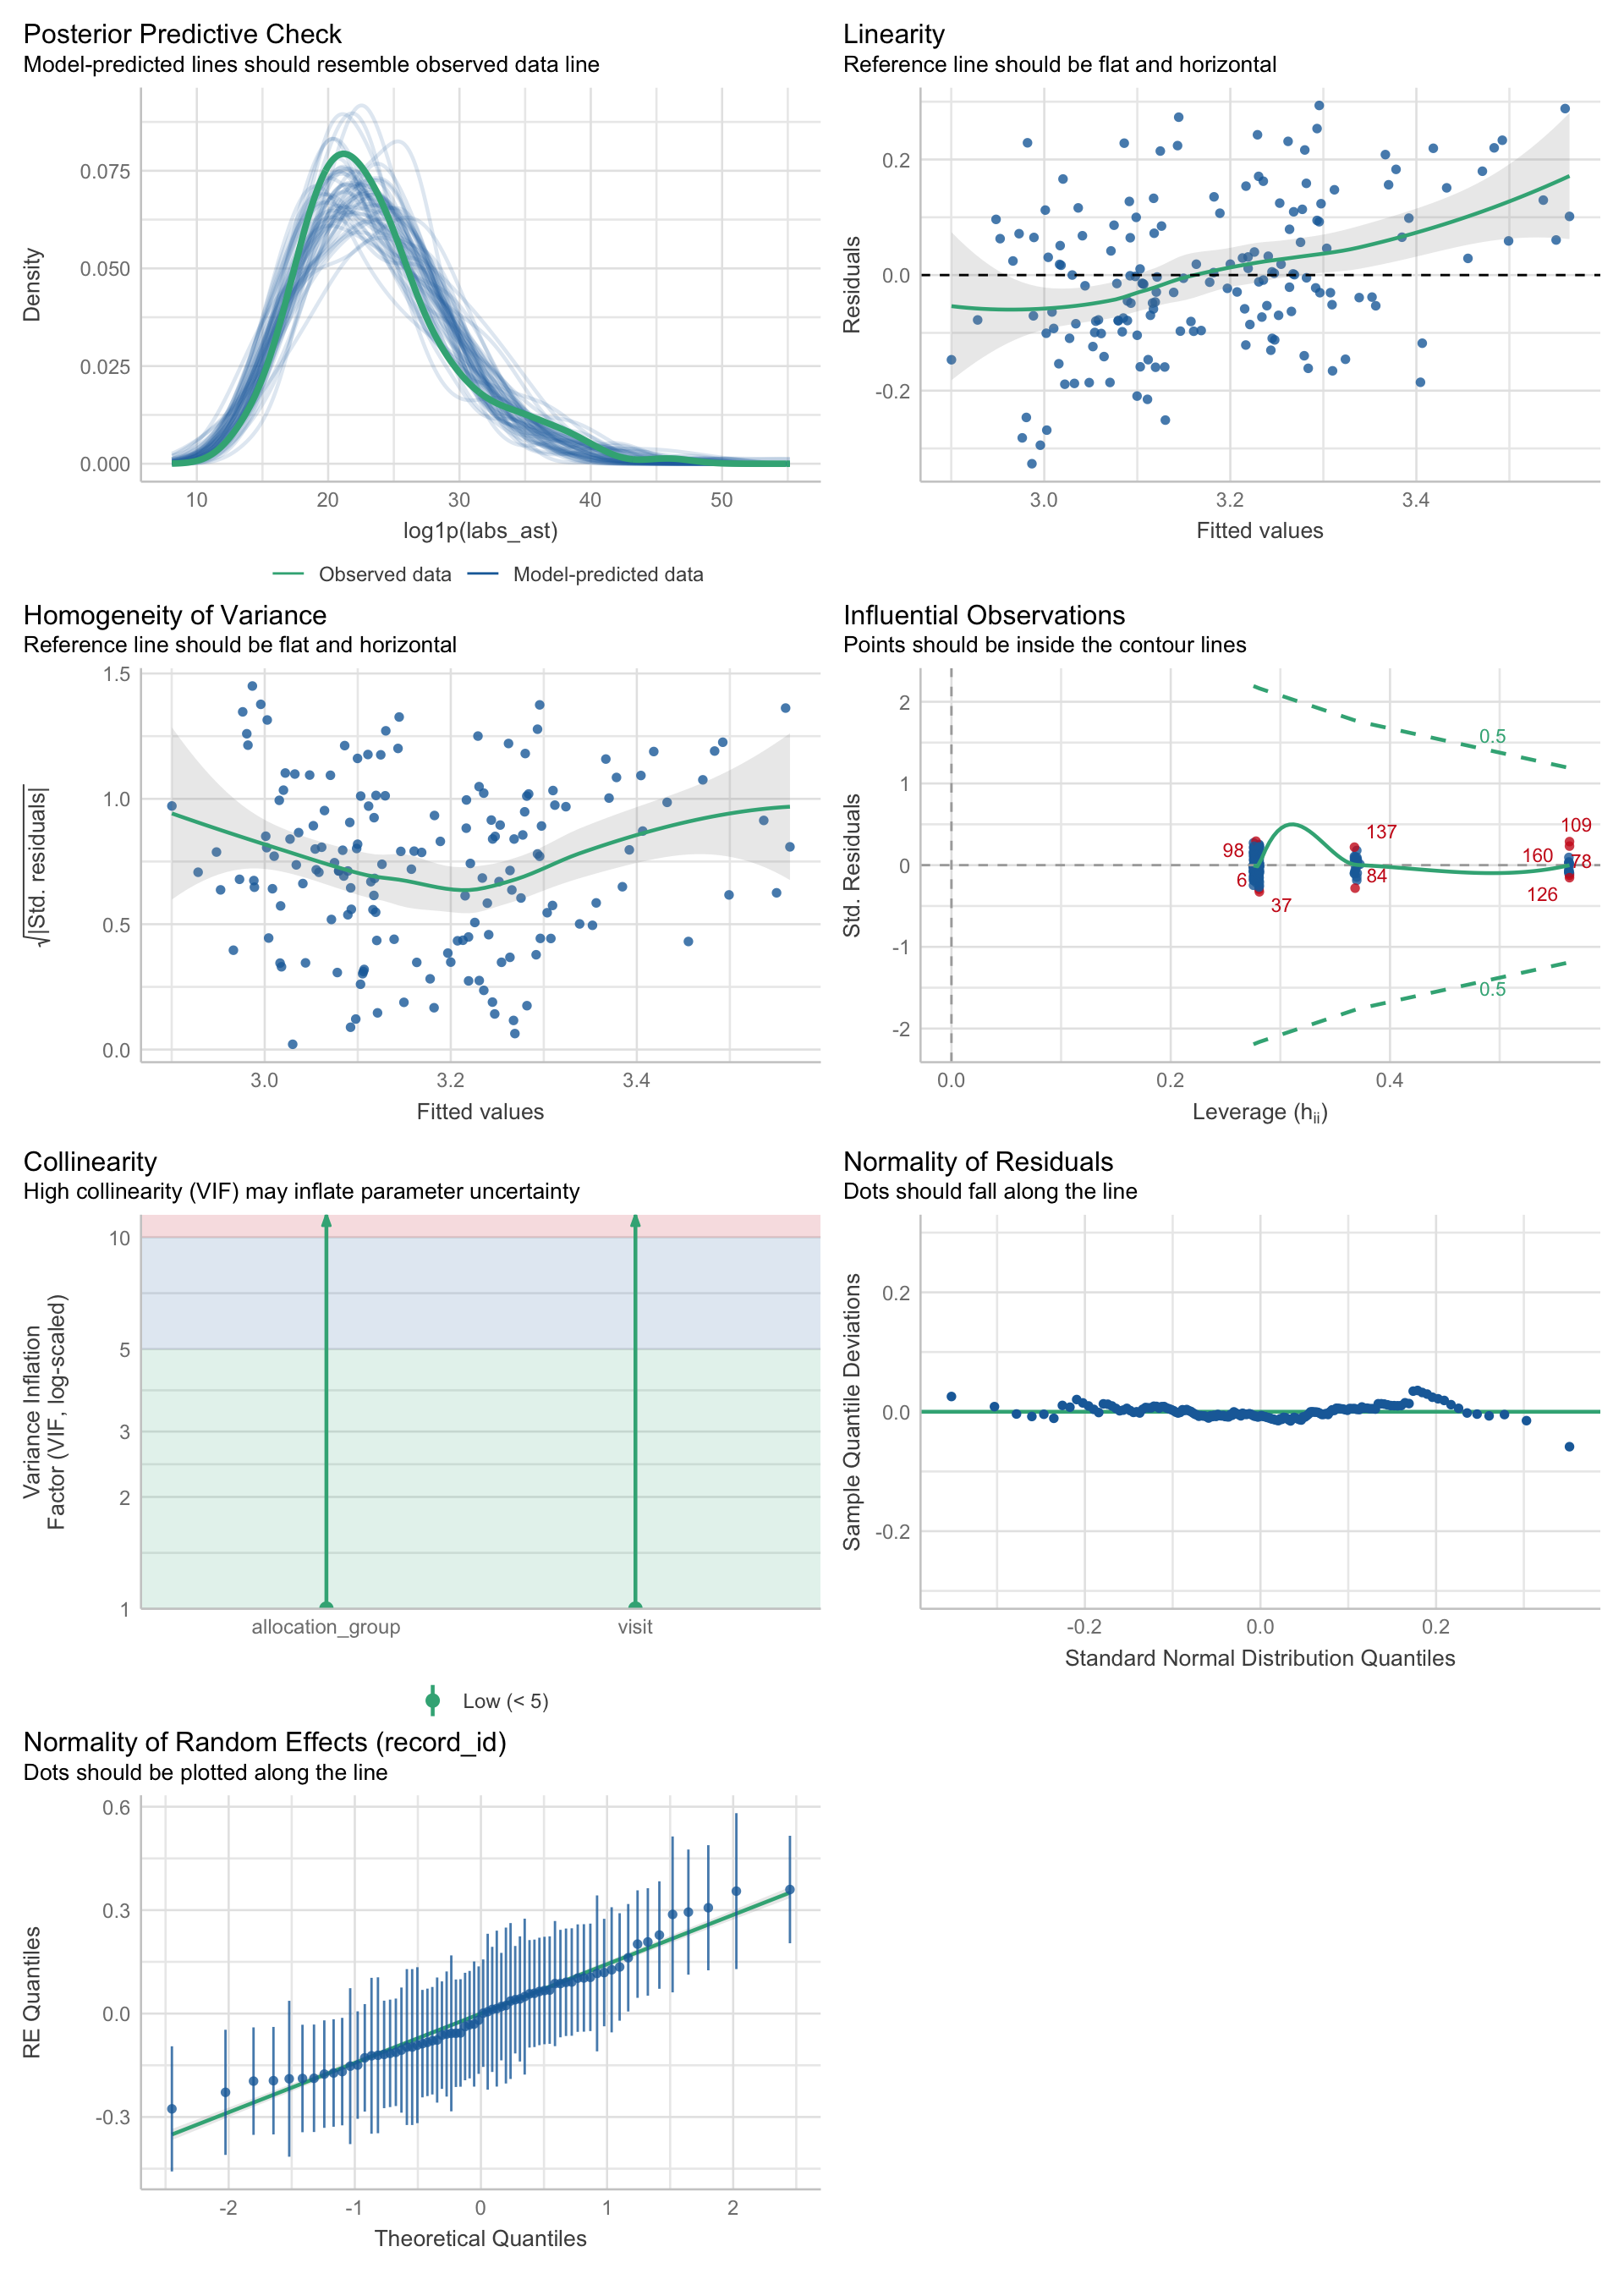 Posterior Predictive Check
Model-predicted lines should resemble observed data line
Density
0.075
0.050
0.025
0.000
10 20 30 40 50
log1p(labs_ast)
Observed data Model-predicted data
Linearity
Reference line should be flat and horizontal
Residuals
0.2
0.0
-0.2
3.0 3.2 3.4
Fitted values
Homogeneity of Variance
Reference line should be flat and horizontal
√|Std. residuals|
1.5
1.0
0.5
0.0
3.0 3.2 3.4
Fitted values
Influential Observations
Points should be inside the contour lines
Std. Residuals
2
1
0
-1
-2
0.5
109
137
98
160
78
6
84
126
37
0.5
0.0 0.2 0.4
Leverage (hii)
Collinearity
High collinearity (VIF) may inflate parameter uncertainty
Variance Inflation
Factor (VIF, log-scaled)
10
5
3
2
1
allocation_group visit
Low (< 5)
Normality of Residuals
Dots should fall along the line
Sample Quantile Deviations
0.2
0.0
-0.2
-0.2 0.0 0.2
Standard Normal Distribution Quantiles
Normality of Random Effects (record_id)
Dots should be plotted along the line
RE Quantiles
0.6
0.3
0.0
-0.3
-2 -1 0 1 2
Theoretical Quantiles